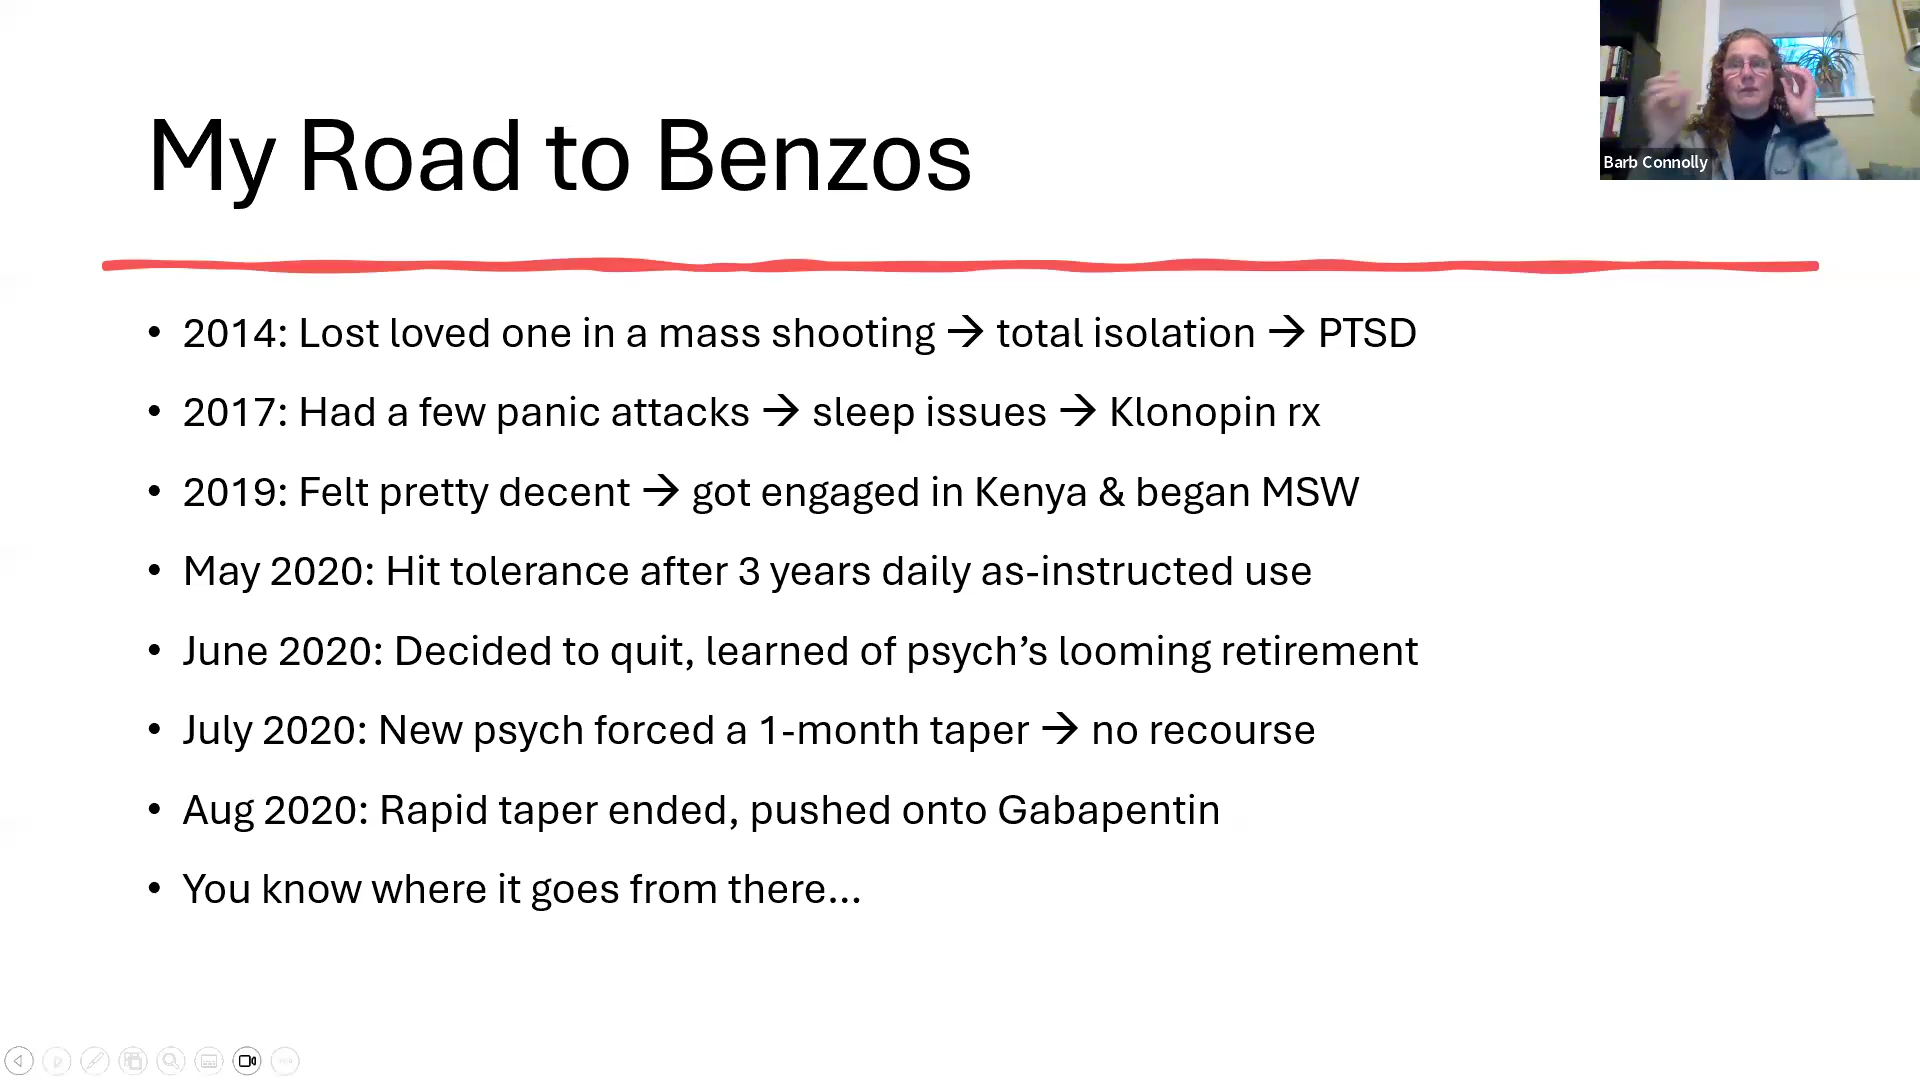 My Road to Benzos
Barb Connolly
• 2014: Lost loved one in a mass shooting → total isolation → PTSD
• 2017: Had a few panic attacks → sleep issues → Klonopin rx
• 2019: Felt pretty decent → got engaged in Kenya & began MSW
• May 2020: Hit tolerance after 3 years daily as-instructed use
• June 2020: Decided to quit, learned of psych’s looming retirement
• July 2020: New psych forced a 1-month taper → no recourse
• Aug 2020: Rapid taper ended, pushed onto Gabapentin
• You know where it goes from there...